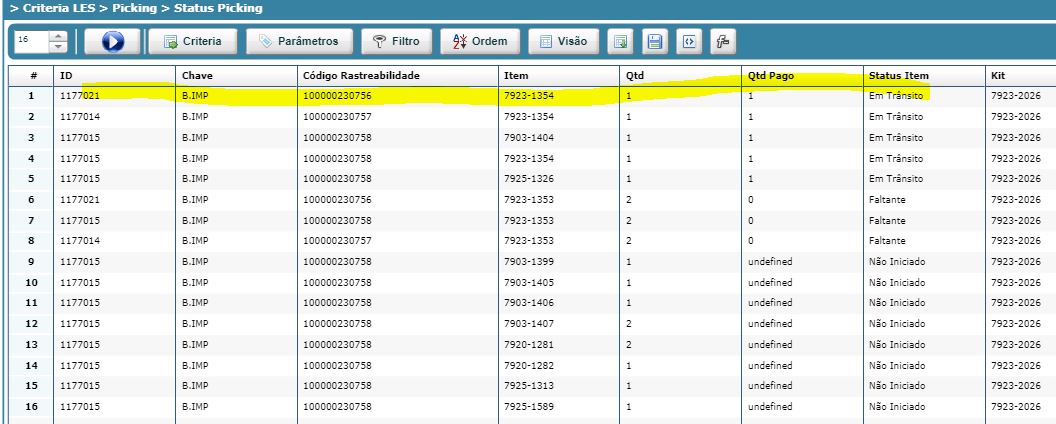 > Criteria LES > Picking > Status Picking
16 Criteria Parâmetros Filtro Ordem Visão
# ID Chave Código Rastreabilidade Item Qtd Qtd Pago Status Item Kit
1 1177021 B.IMP 100000230756 7923-1354 1 1 Em Trânsito 7923-2026
2 1177014 B.IMP 100000230757 7923-1354 1 1 Em Trânsito 7923-2026
3 1177015 B.IMP 100000230758 7903-1404 1 1 Em Trânsito 7923-2026
4 1177015 B.IMP 100000230758 7923-1354 1 1 Em Trânsito 7923-2026
5 1177015 B.IMP 100000230758 7925-1326 1 1 Em Trânsito 7923-2026
6 1177021 B.IMP 100000230756 7923-1353 2 0 Faltante 7923-2026
7 1177015 B.IMP 100000230758 7923-1353 2 0 Faltante 7923-2026
8 1177014 B.IMP 100000230757 7923-1353 2 0 Faltante 7923-2026
9 1177015 B.IMP 100000230758 7903-1399 1 undefined Não Iniciado 7923-2026
10 1177015 B.IMP 100000230758 7903-1405 1 undefined Não Iniciado 7923-2026
11 1177015 B.IMP 100000230758 7903-1406 1 undefined Não Iniciado 7923-2026
12 1177015 B.IMP 100000230758 7903-1407 2 undefined Não Iniciado 7923-2026
13 1177015 B.IMP 100000230758 7920-1281 2 undefined Não Iniciado 7923-2026
14 1177015 B.IMP 100000230758 7920-1282 1 undefined Não Iniciado 7923-2026
15 1177015 B.IMP 100000230758 7925-1313 1 undefined Não Iniciado 7923-2026
16 1177015 B.IMP 100000230758 7925-1589 1 undefined Não Iniciado 7923-2026